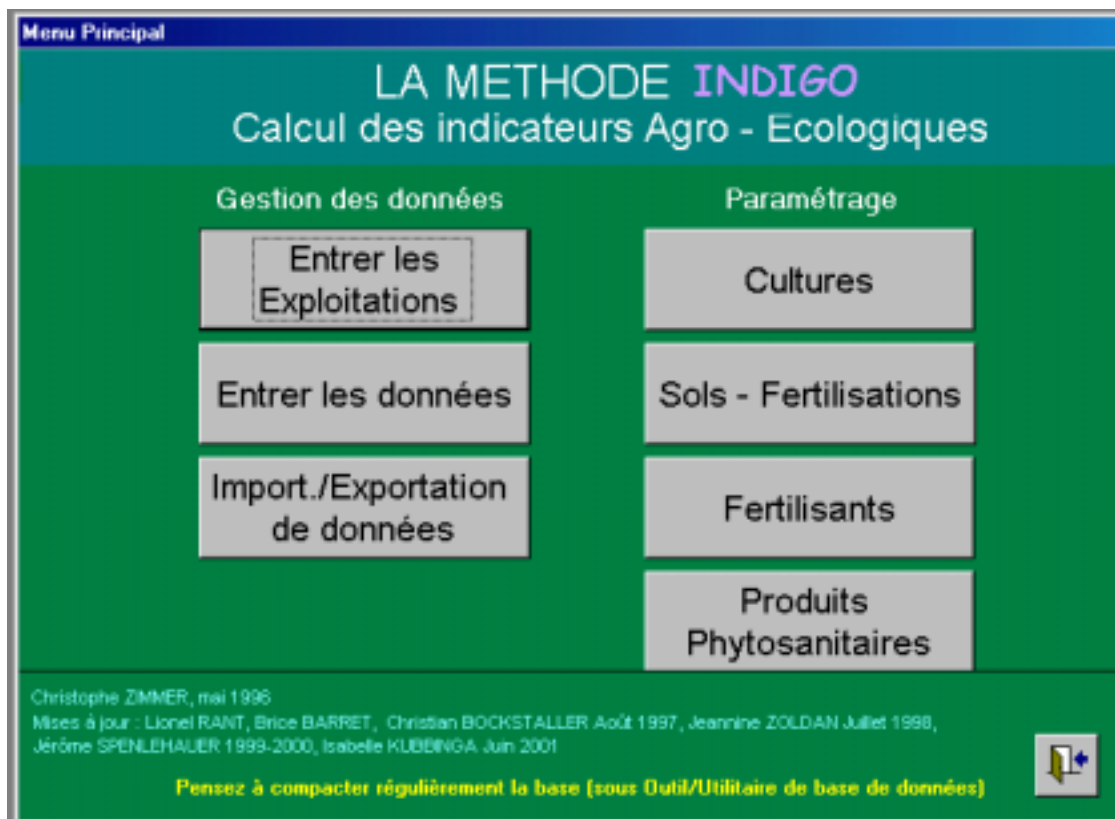 Menu Principal
LA METHODE INDIGO
Calcul des indicateurs Agro - Ecologiques
Gestion des données
Entrer les
Exploitations
Entrer les données
Import./Exportation
de données
Paramétrage
Cultures
Sols - Fertilisations
Fertilisants
Produits
Phytosanitaires
Christophe ZIMMER, mai 1996
Mises à jour : Lionel RANT, Brice BARRET, Christian BOCKSTALLER Août 1997, Jeannine ZOLDAN Juillet 1998,
Jérôme SPENLEHAUER 1999-2000, Isabelle KUBBINGA Juin 2001
Pensez à compacter régulièrement la base (sous Outil/Utilitaire de base de données)